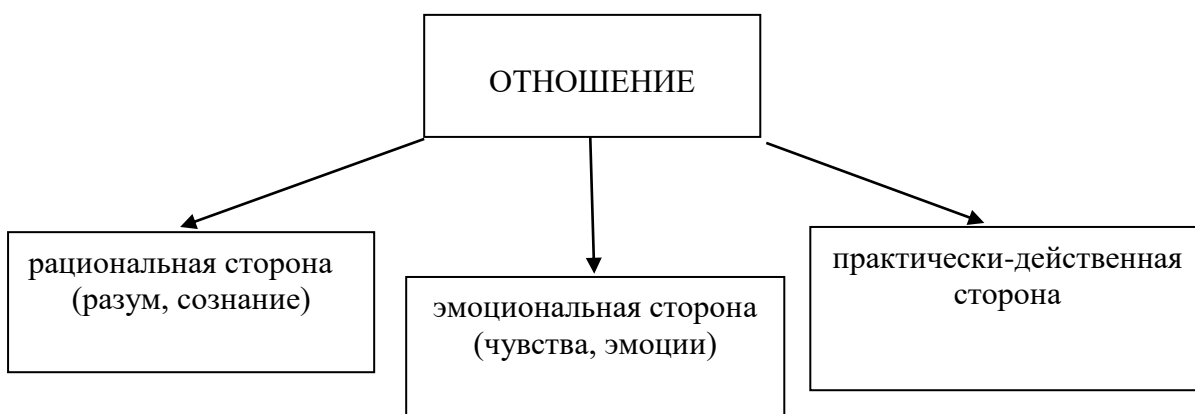 ОТНОШЕНИЕ
рациональная сторона
(разум, сознание)
эмоциональная сторона
(чувства, эмоции)
практически-действенная
сторона